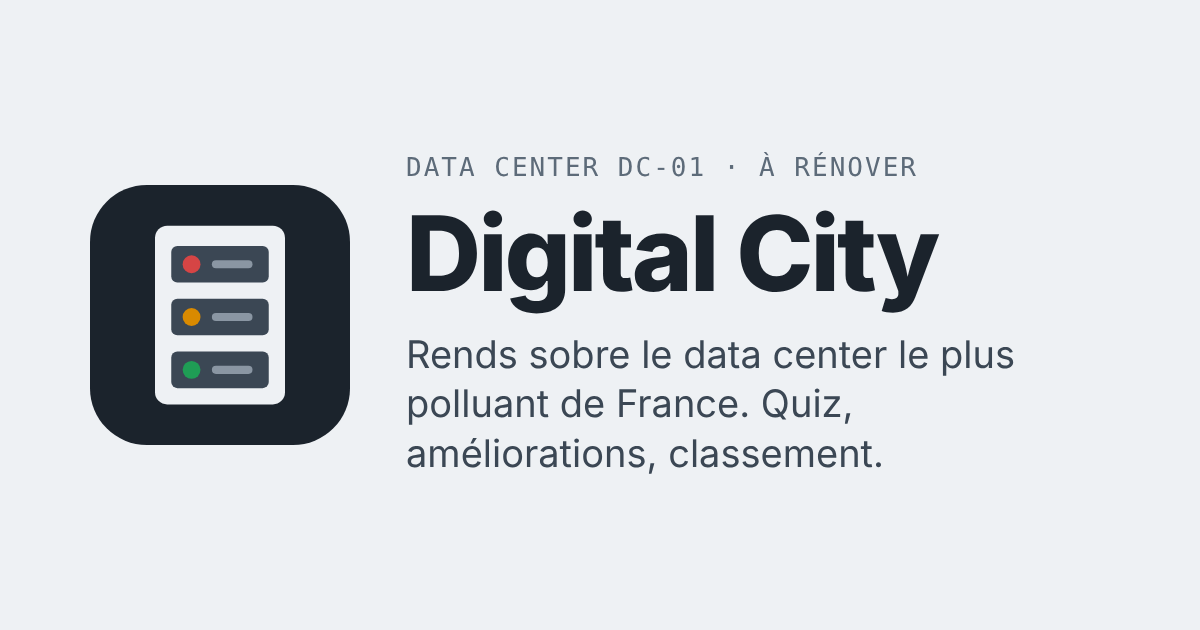 DATA CENTER DC-01 · À RÉNOVER
Digital City
Rends sobre le data center le plus
polluant de France. Quiz,
améliorations, classement.